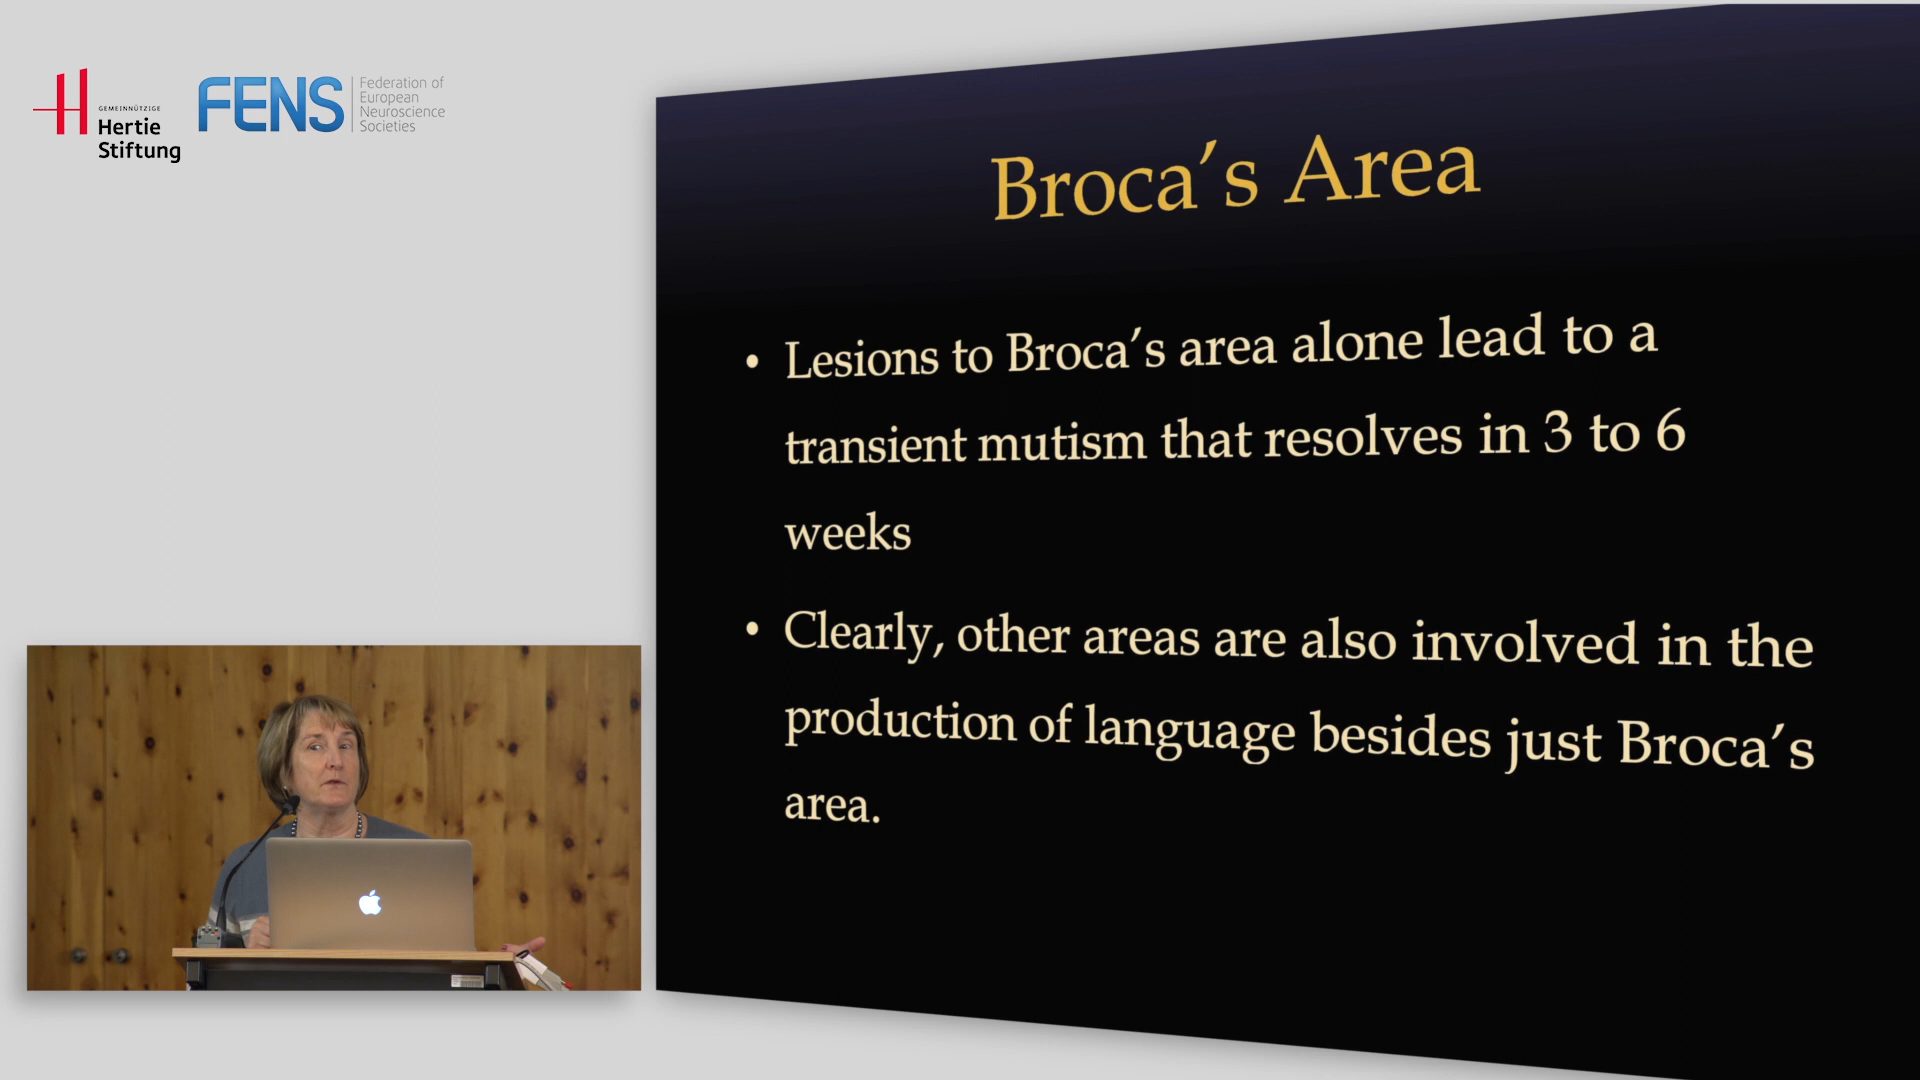 GEMEINNÜTZIGE
Hertie
Stiftung
FENS
Federation of
European
Neuroscience
Societies
Broca’s Area
• Lesions to Broca’s area alone lead to a
transient mutism that resolves in 3 to 6
weeks
• Clearly, other areas are also involved in the
production of language besides just Broca’s
area.